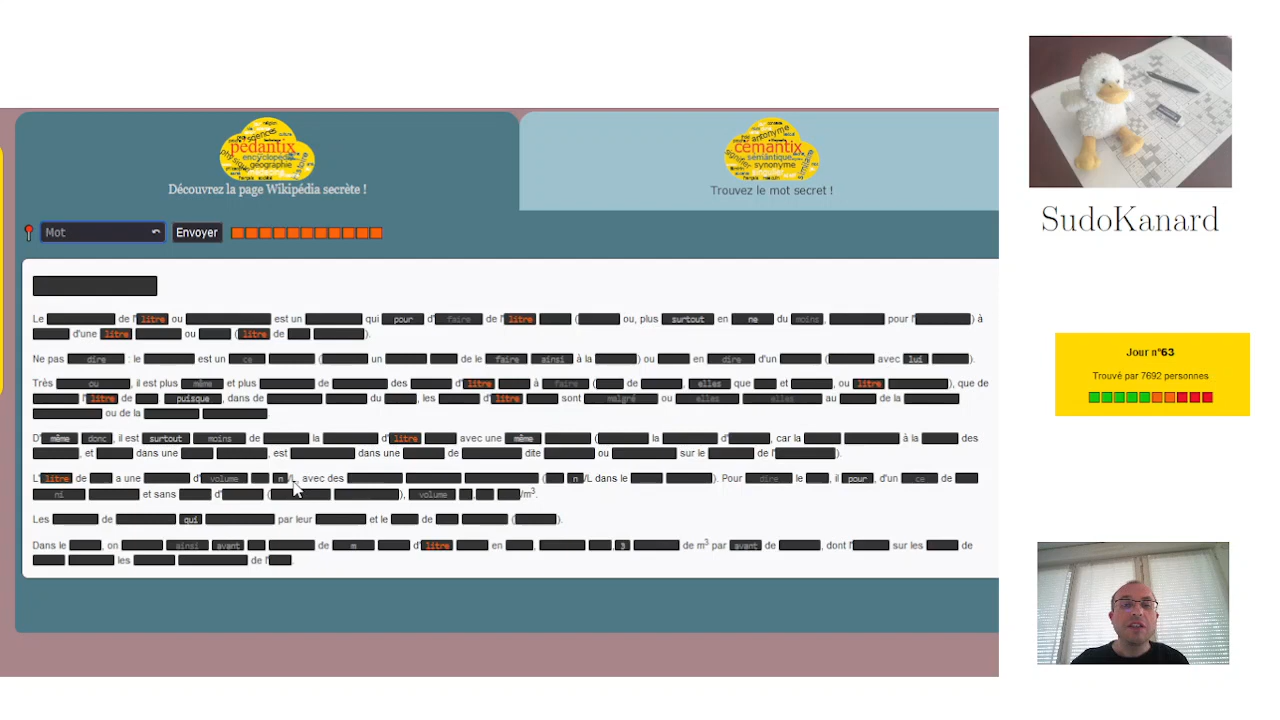 pédantix
cémantix
Découvrez la page Wikipédia secrète !
Trouvez le mot secret !
SudoKanard
Mot Envoyer
Le de l'litre ou est un qui pour d' faire de l'litre ( ou, plus surtout en ne du moins, pour l' ) à
d'une litre ou (litre de ).
Ne pas dire : le est un ce ( un de le faire ainsi à la ) ou en dire d'un ( avec lui ).
Très ou, il est plus même et plus de des d'litre à faire ( de , elles que et , ou litre , que de
l'litre de , puisque, dans de du , les d'litre sont malgré ou elles elles au de la
ou de la .
D' même donc, il est surtout moins de la d'litre avec une même ( la d' , car la à la des
, et dans une , est dans une de dite ou sur le de l' ).
L'litre de a une d' volume n/L, avec des ( n/L dans le ). Pour dire le , il pour, d'un ce de
ni et sans d' ( ), volume , /m³.
Les de qui par leur et le de ( ).
Dans le , on ainsi avant de m d'litre en , ,3 de m³ par avant de , dont l' sur les de
les de l' .
Jour n°63
Trouvé par 7692 personnes